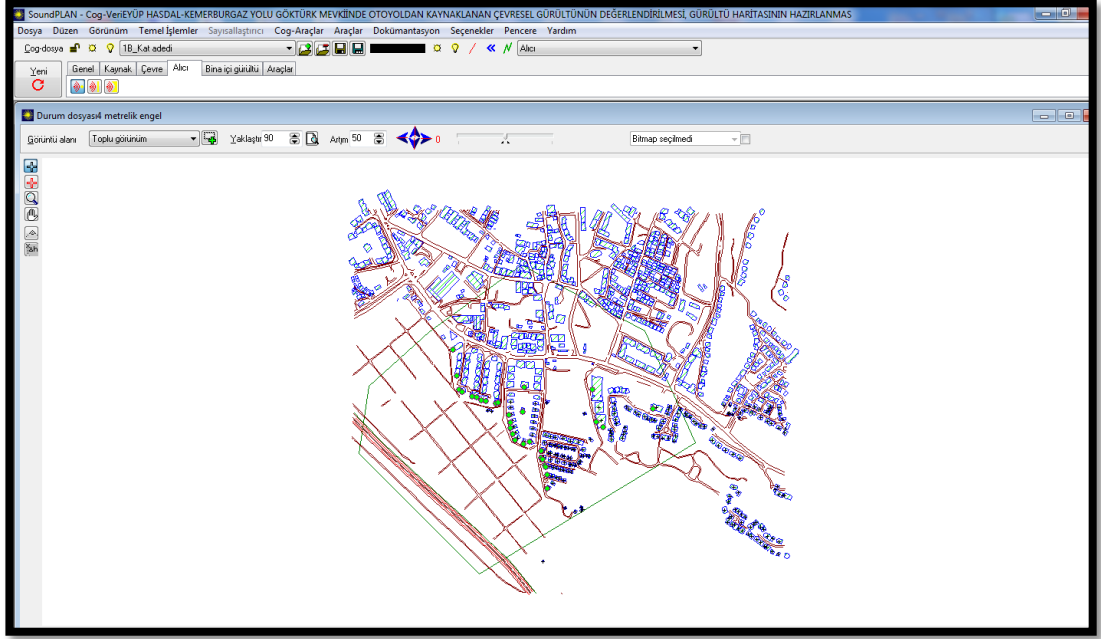 SoundPLAN - Cog-VeriEYÜP HASDAL-KEMERBURGAZ YOLU GÖKTÜRK MEVKİİNDE OTOYOLDAN KAYNAKLANAN ÇEVRESEL GÜRÜLTÜNÜN DEĞERLENDİRİLMESİ, GÜRÜLTÜ HARİTASININ HAZIRLANMAS
Dosya Düzen Görünüm Temel İşlemler Sayısallaştırıcı Cog-Araçlar Araçlar Dokümantasyon Seçenekler Pencere Yardım
Cog-dosya 1B_Kat adedi Alıcı
Yeni Genel Kaynak Çevre Alıcı Bina içi gürültü Araçlar
Durum dosyası4 metrelik engel
Görüntü alanı Toplu görünüm Yaklaştır 90 Artım 50 0 Bitmap seçilmedi